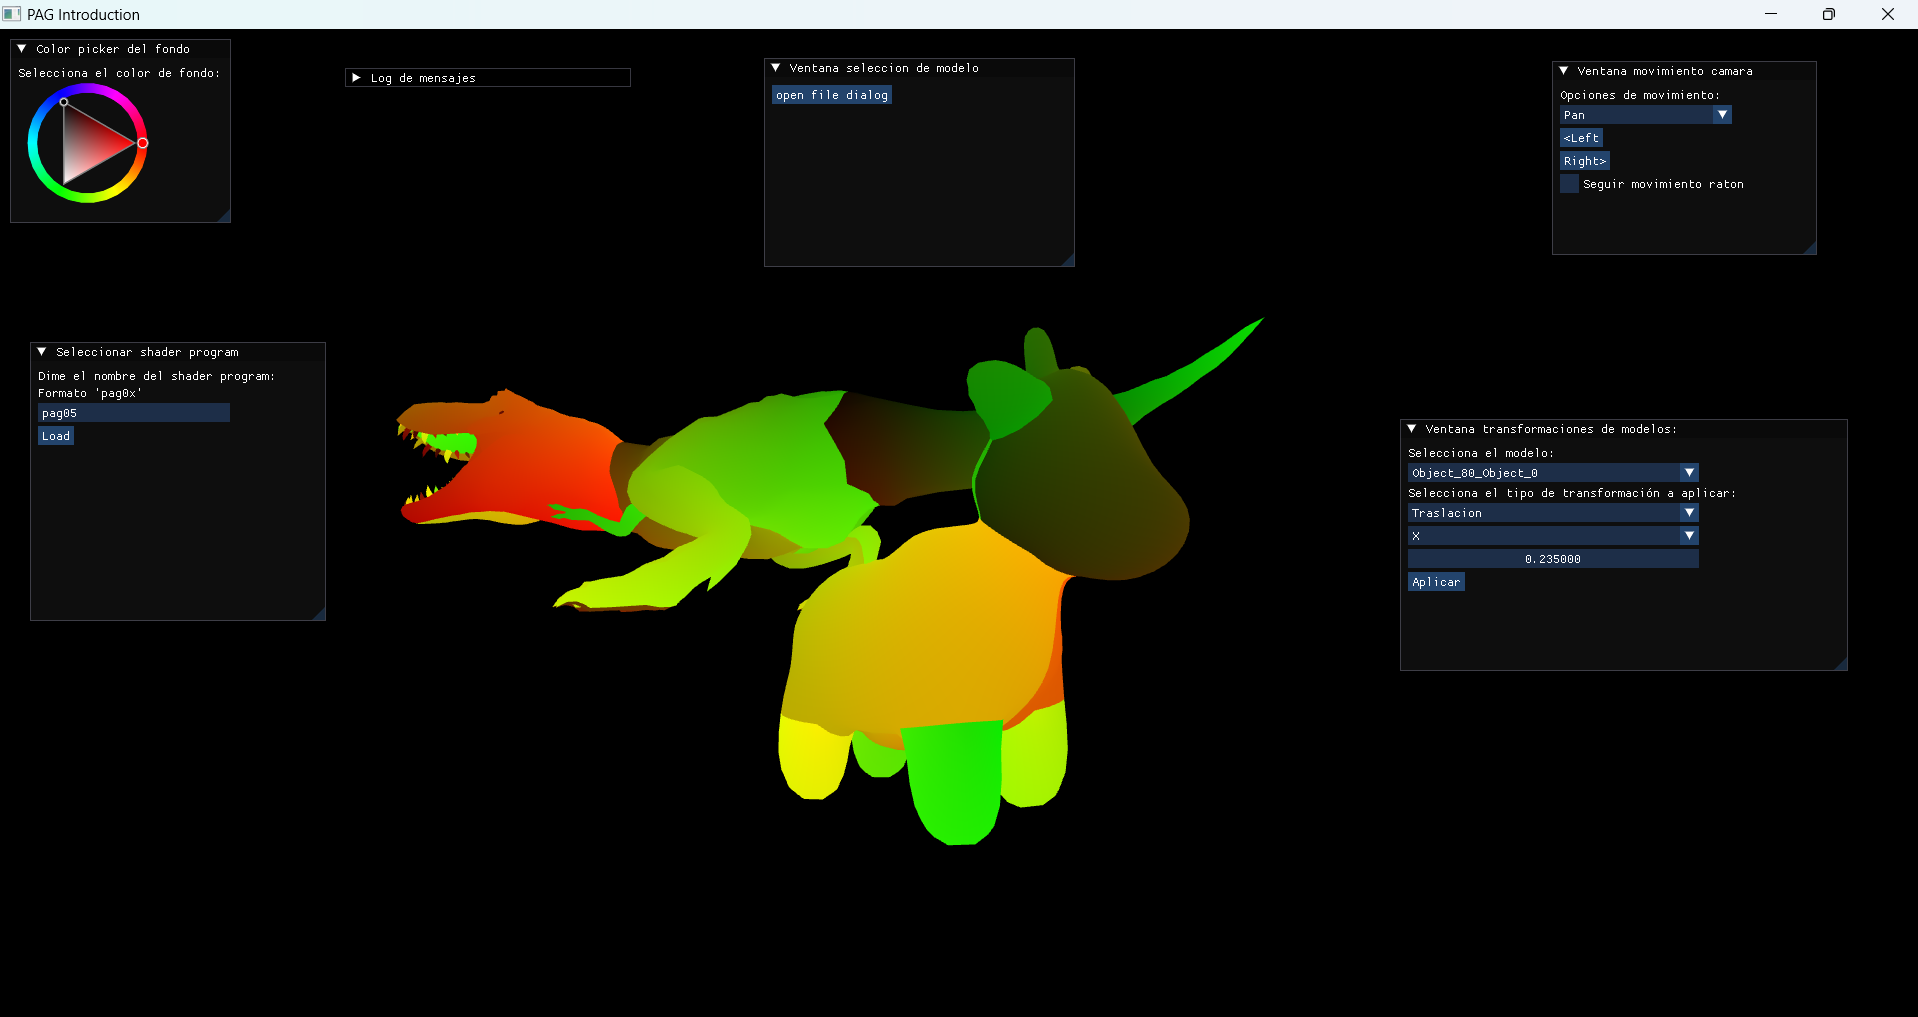 PAG Introduction
Color picker del fondo
Selecciona el color de fondo:
Log de mensajes
Ventana seleccion de modelo
open file dialog
Ventana movimiento camara
Opciones de movimiento:
Pan
<Left
Right>
Seguir movimiento raton
Seleccionar shader program
Dime el nombre del shader program:
Formato 'pag0x'
pag05
Load
Ventana transformaciones de modelos:
Selecciona el modelo:
Object_80_Object_0
Selecciona el tipo de transformación a aplicar:
Traslacion
X
0.235000
Aplicar